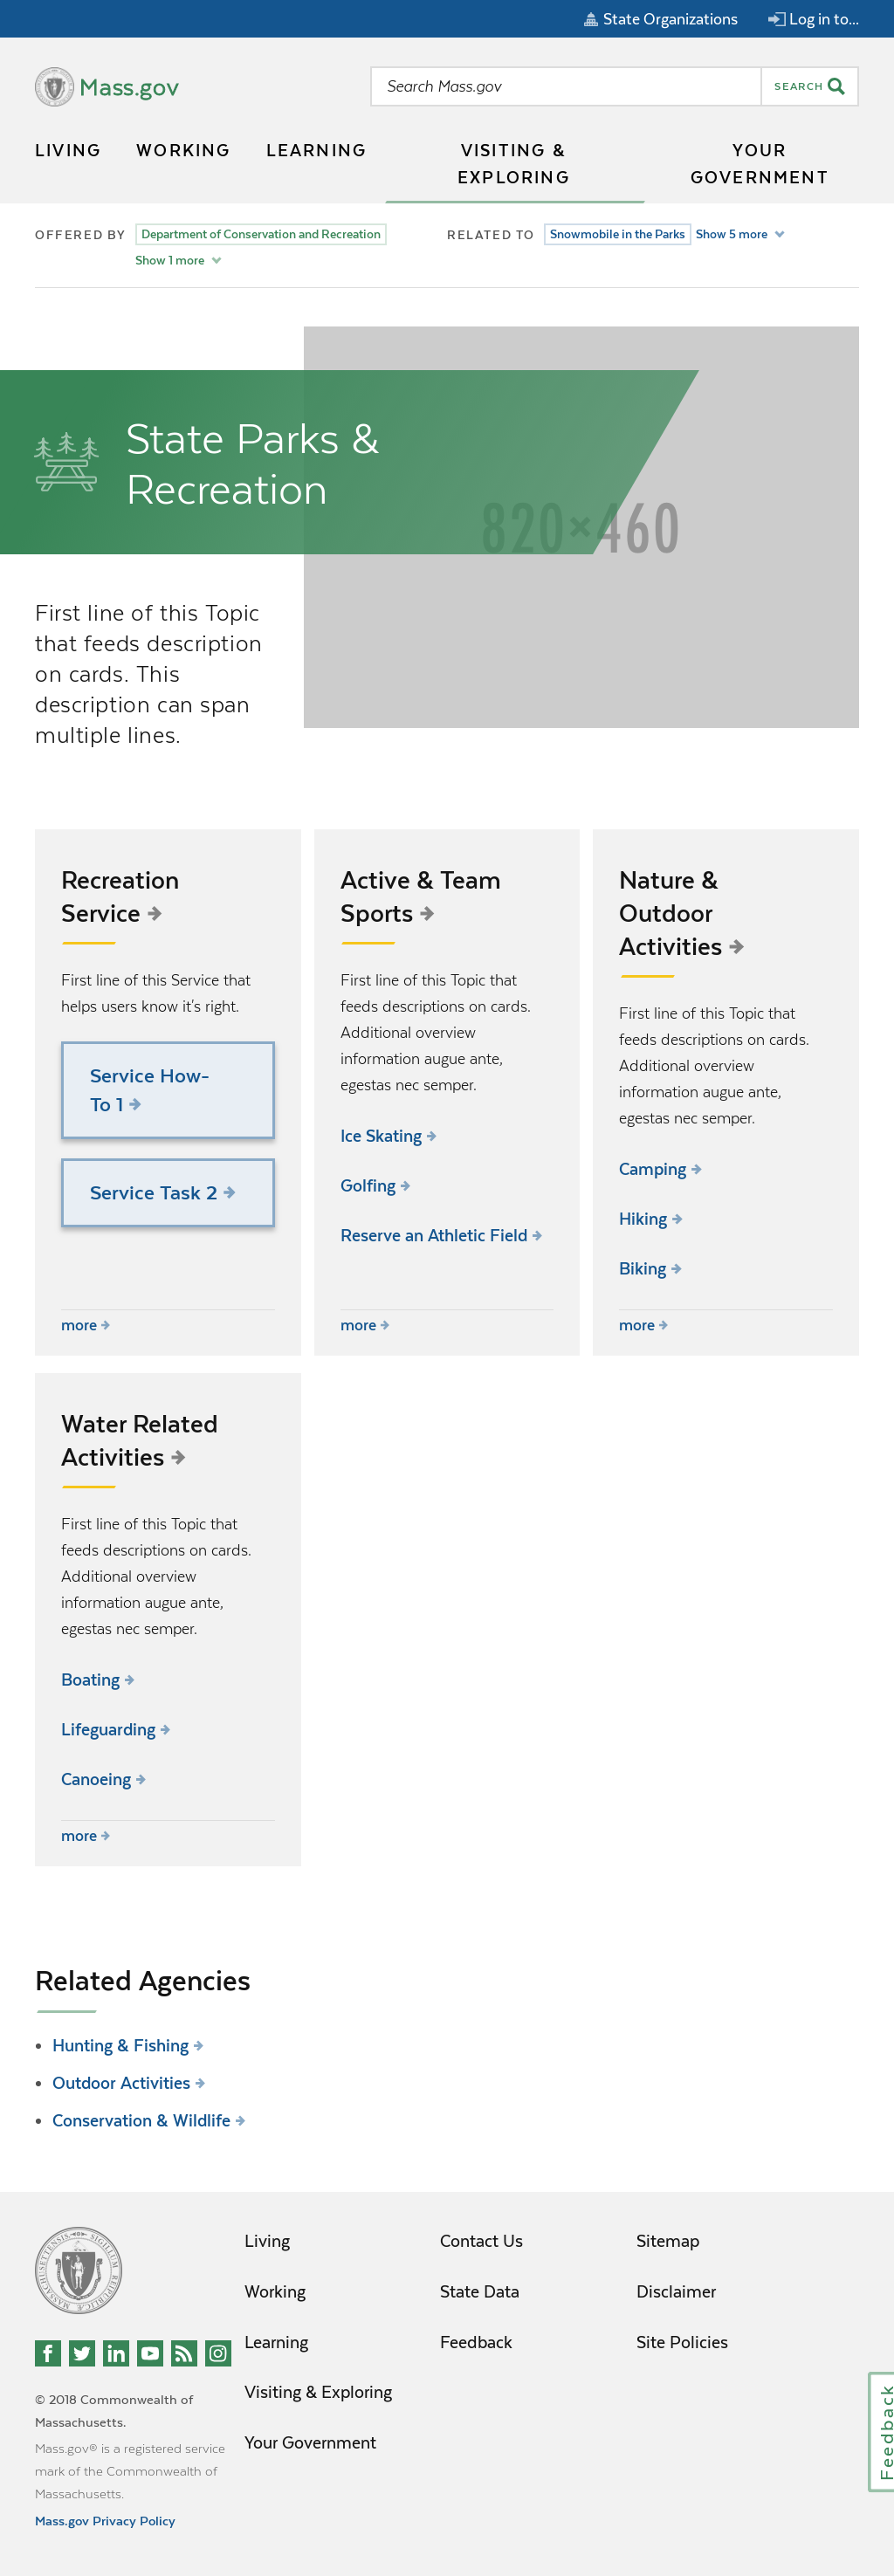 State Organizations
Log in to...
Mass.gov
Search Mass.gov
SEARCH
LIVING
WORKING
LEARNING
VISITING &
EXPLORING
YOUR
GOVERNMENT
OFFERED BY
Department of Conservation and Recreation
Show 1 more
RELATED TO
Snowmobile in the Parks
Show 5 more
State Parks &
Recreation
820×460
First line of this Topic
that feeds description
on cards. This
description can span
multiple lines.
Recreation
Service
First line of this Service that
helps users know it's right.
Service How-
To 1
Service Task 2
more
Active & Team
Sports
First line of this Topic that
feeds descriptions on cards.
Additional overview
information augue ante,
egestas nec semper.
Ice Skating
Golfing
Reserve an Athletic Field
more
Nature &
Outdoor
Activities
First line of this Topic that
feeds descriptions on cards.
Additional overview
information augue ante,
egestas nec semper.
Camping
Hiking
Biking
more
Water Related
Activities
First line of this Topic that
feeds descriptions on cards.
Additional overview
information augue ante,
egestas nec semper.
Boating
Lifeguarding
Canoeing
more
Related Agencies
Hunting & Fishing
Outdoor Activities
Conservation & Wildlife
Living
Working
Learning
Visiting & Exploring
Your Government
Contact Us
State Data
Feedback
Sitemap
Disclaimer
Site Policies
© 2018 Commonwealth of
Massachusetts.
Mass.gov® is a registered service
mark of the Commonwealth of
Massachusetts.
Mass.gov Privacy Policy
Feedback